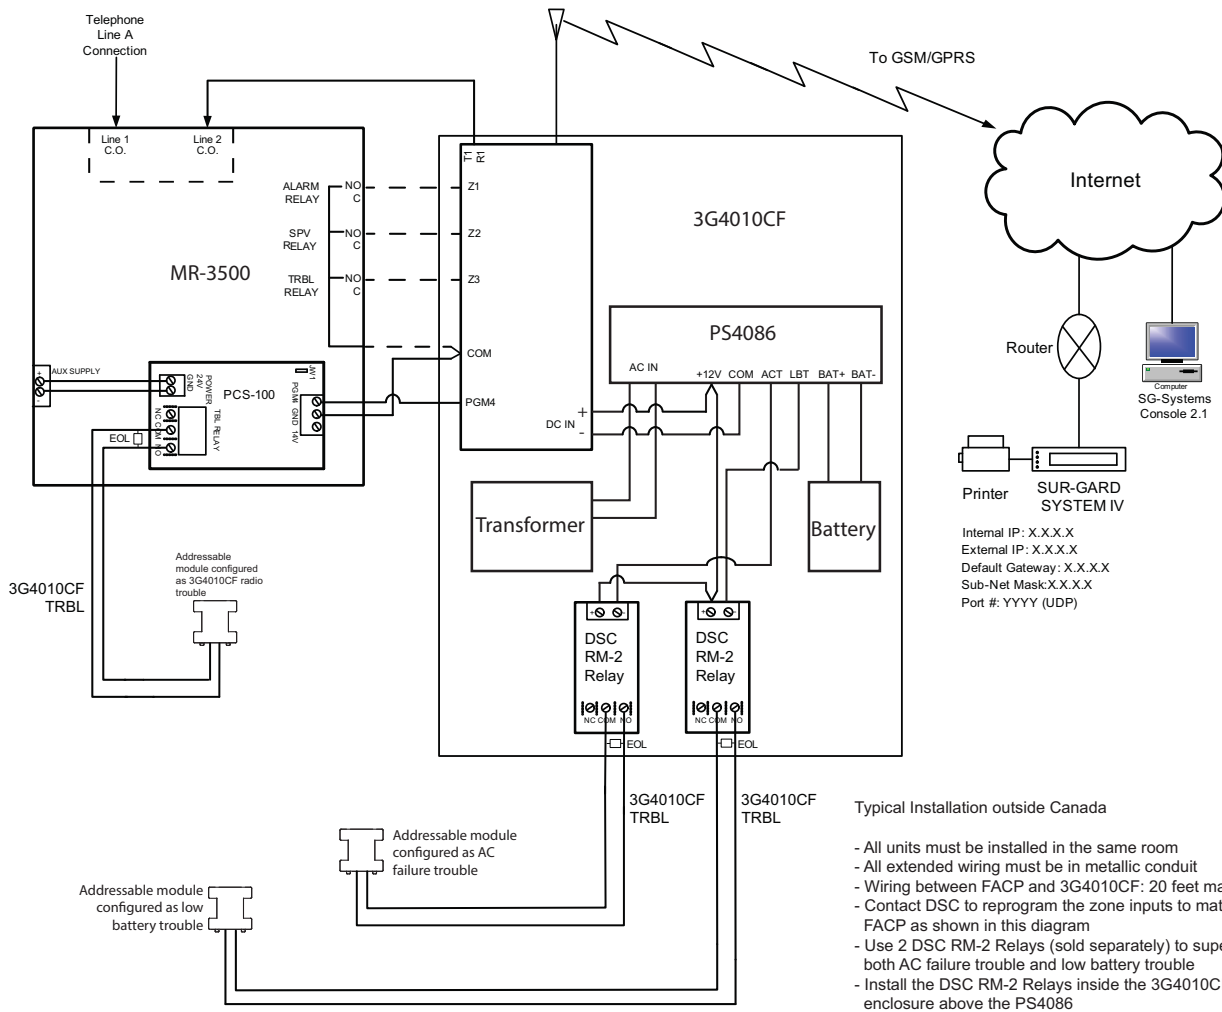 Telephone
Line A
Connection
To GSM/GPRS
Line 1
C.O.
Line 2
C.O.
T1
R1
ALARM
RELAY
NO
C
Z1
SPV
RELAY
NO
C
Z2
TRBL
RELAY
NO
C
Z3
MR-3500
3G4010CF
Internet
PS4086
AC IN
+12V
COM
ACT
LBT
BAT+
BAT-
COM
PGM4
DC IN
+
-
AUX SUPPLY
+
-
POWER
24V
GND
PCS-100
JW1
PGM4
GND
14V
TBL RELAY
NC
COM
NO
EOL
Router
Computer
SG-Systems
Console 2.1
Printer
SUR-GARD
SYSTEM IV
Internal IP: X.X.X.X
External IP: X.X.X.X
Default Gateway: X.X.X.X
Sub-Net Mask:X.X.X.X
Port #: YYYY (UDP)
Transformer
Battery
Addressable
module configured
as 3G4010CF radio
trouble
3G4010CF
TRBL
+
-
DSC
RM-2
Relay
NC COM NO
EOL
+
-
DSC
RM-2
Relay
NC COM NO
EOL
3G4010CF
TRBL
3G4010CF
TRBL
Addressable module
configured as AC
failure trouble
Addressable module
configured as low
battery trouble
Typical Installation outside Canada
- All units must be installed in the same room
- All extended wiring must be in metallic conduit
- Wiring between FACP and 3G4010CF: 20 feet
- Contact DSC to reprogram the zone inputs to
FACP as shown in this diagram
- Use 2 DSC RM-2 Relays (sold separately) to
both AC failure trouble and low battery trouble
- Install the DSC RM-2 Relays inside the 3G4010C
enclosure above the PS4086